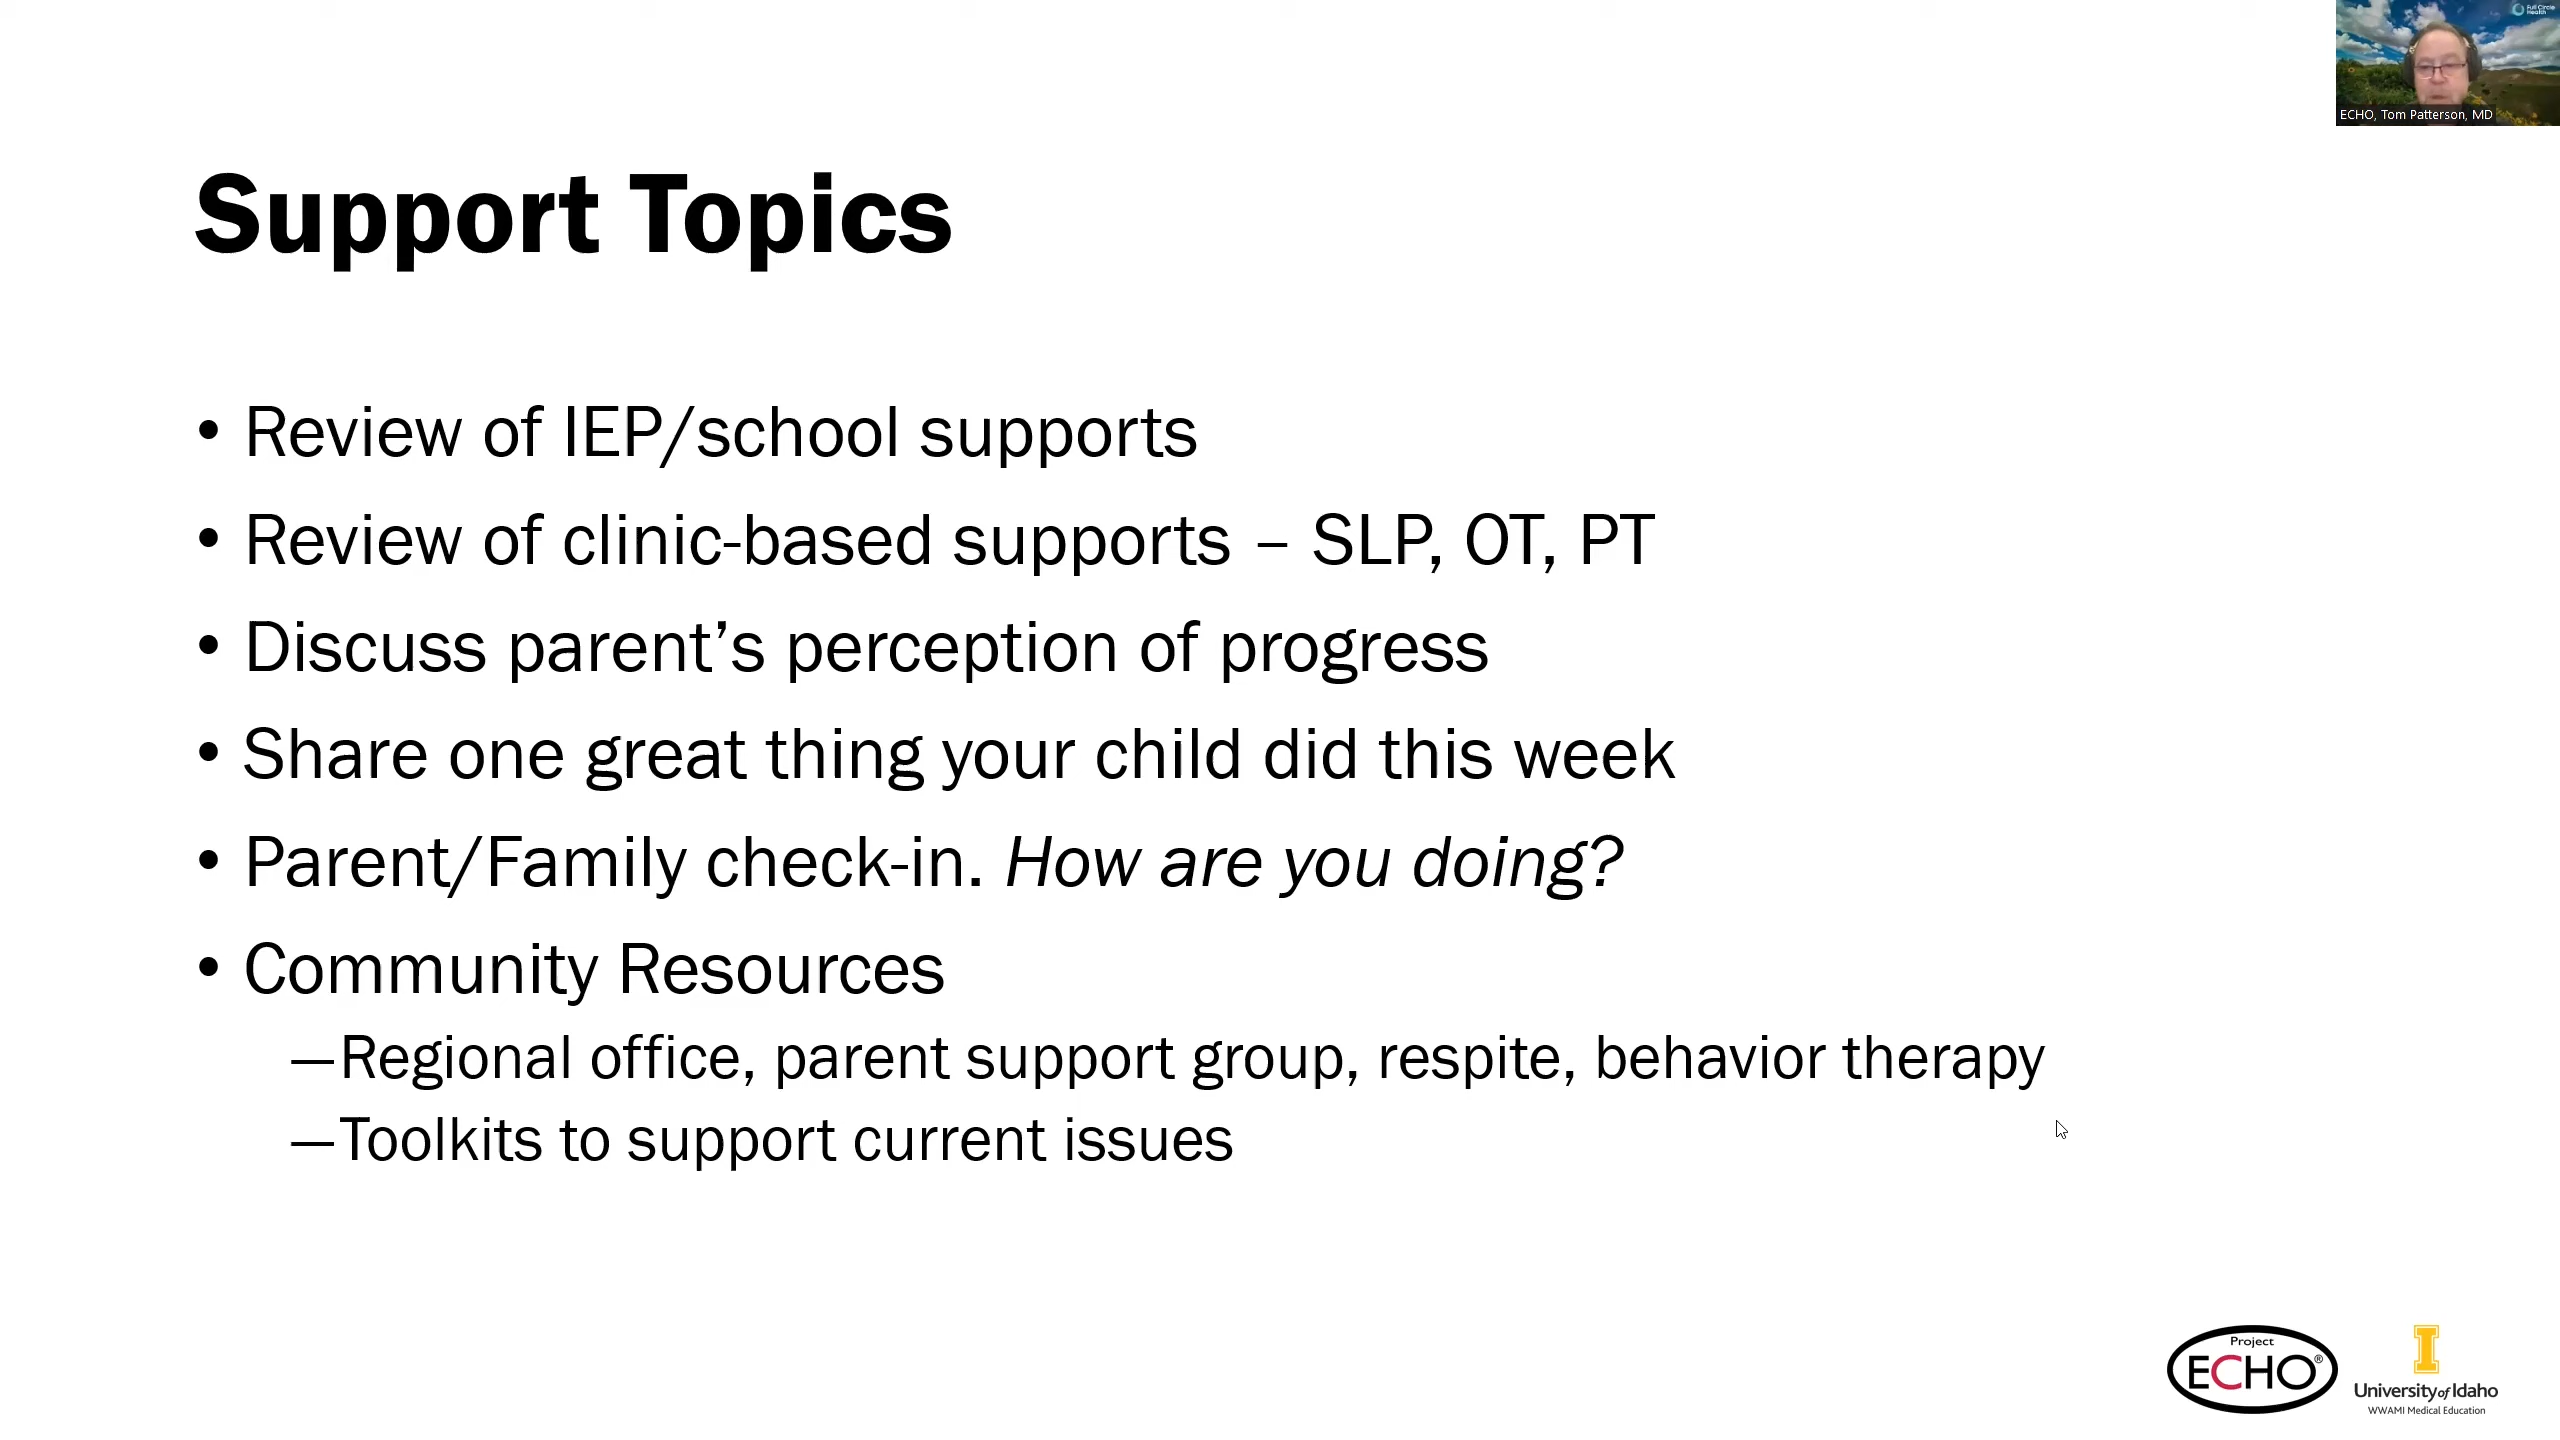 Full Circle
Health
ECHO, Tom Patterson, MD
Support Topics
• Review of IEP/school supports
• Review of clinic-based supports – SLP, OT, PT
• Discuss parent’s perception of progress
• Share one great thing your child did this week
• Parent/Family check-in. How are you doing?
• Community Resources
—Regional office, parent support group, respite, behavior therapy
—Toolkits to support current issues
Project
ECHO®
I
University of Idaho
WWAMI Medical Education